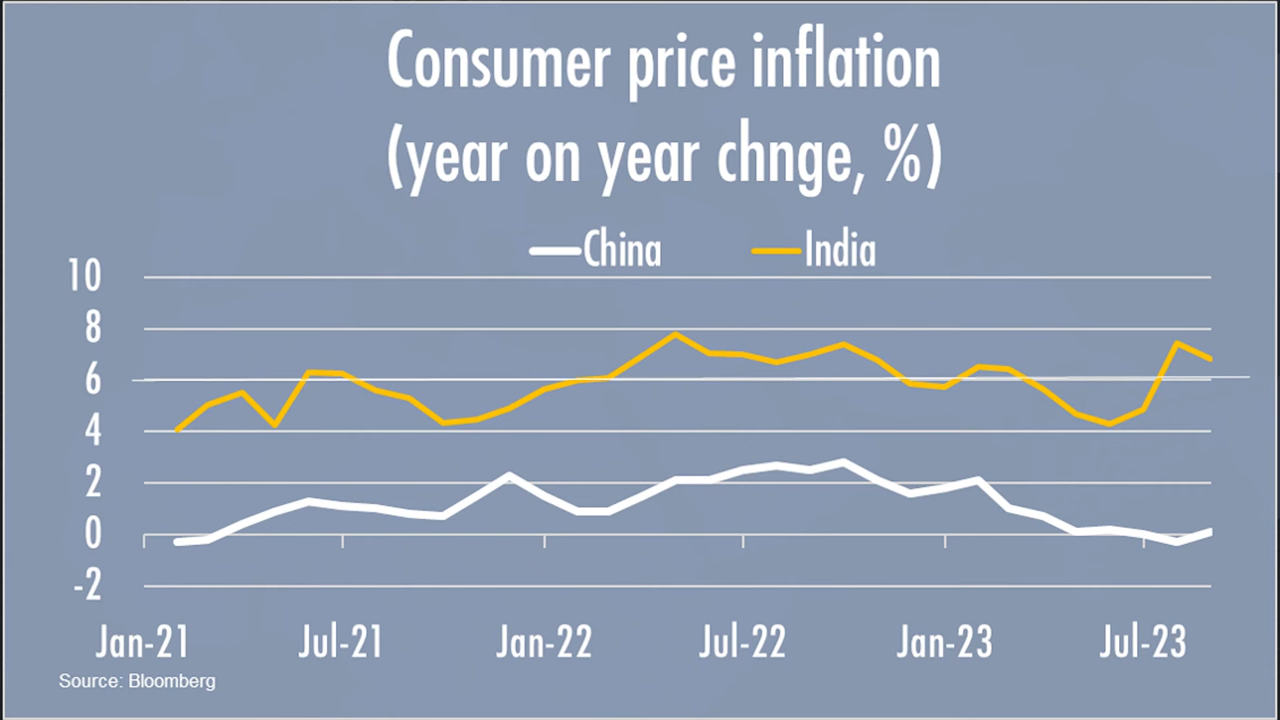 Consumer price inflation
(year on year chnge, %)
China India
10
8
6
4
2
0
-2
Jan-21 Jul-21 Jan-22 Jul-22 Jan-23 Jul-23
Source: Bloomberg